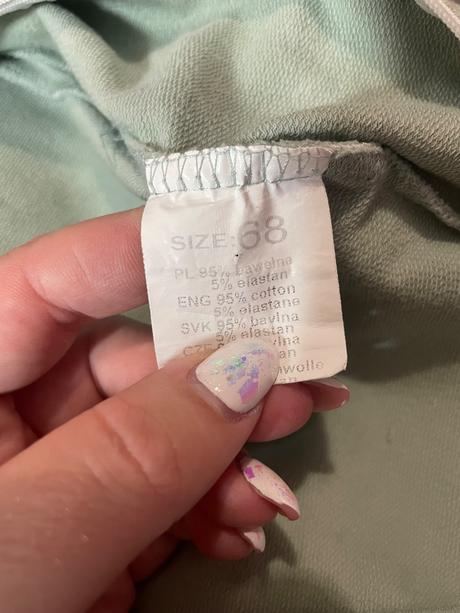 SIZE: 68
PL 95% bawełna
5% elastan
ENG 95% cotton
5% elastane
SVK 95% bavlna
5% elastan